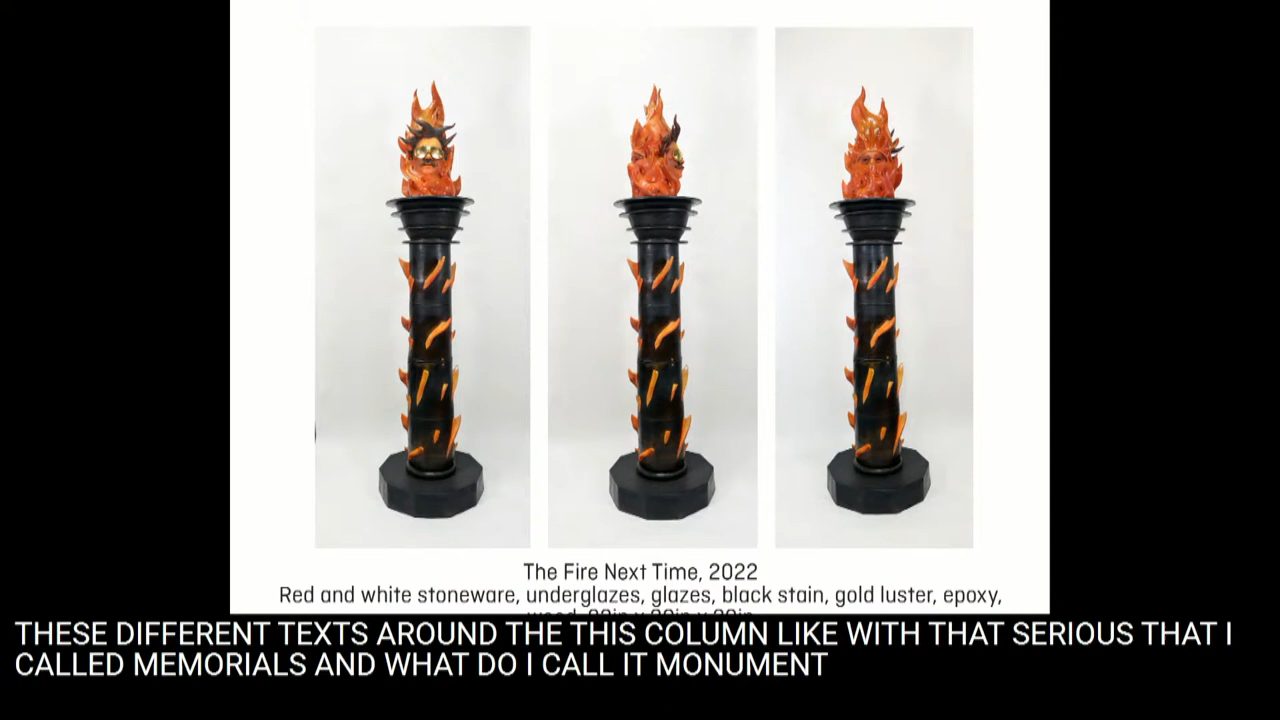 The Fire Next Time, 2022
Red and white stoneware, underglazes, glazes, black stain, gold luster, epoxy,
THESE DIFFERENT TEXTS AROUND THE THIS COLUMN LIKE WITH THAT SERIOUS THAT I
CALLED MEMORIALS AND WHAT DO I CALL IT MONUMENT